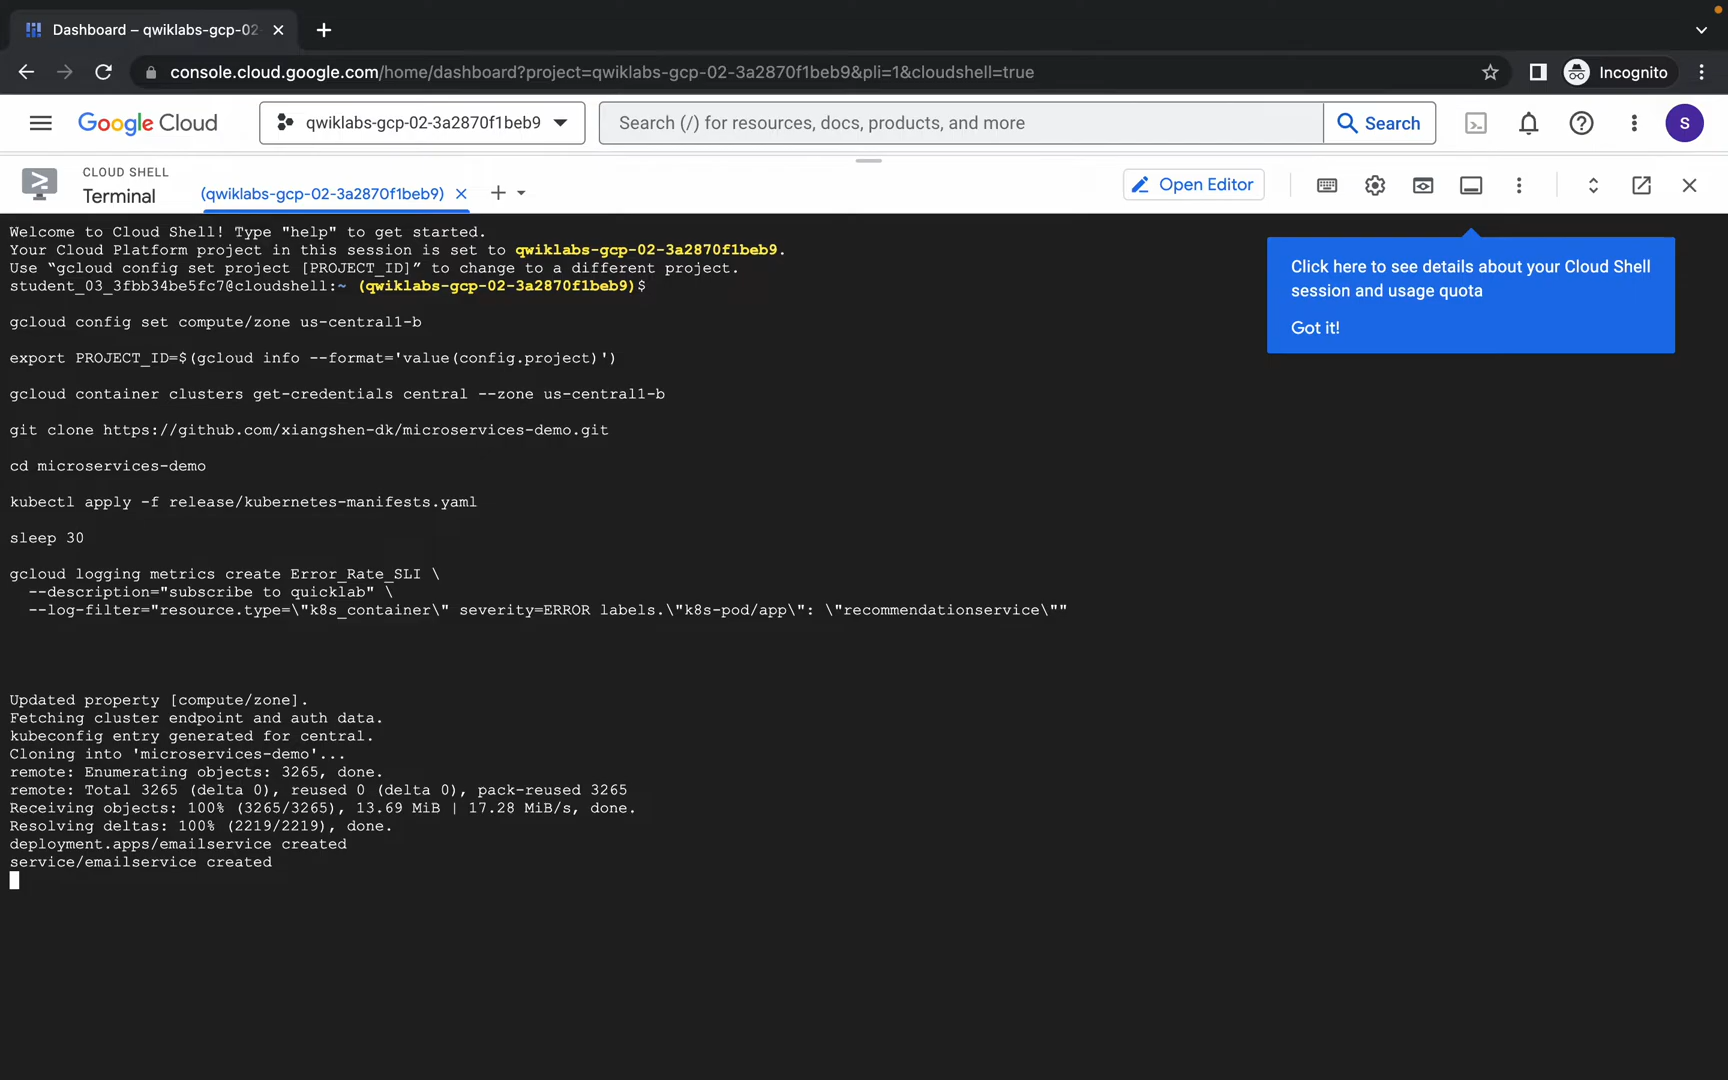 Dashboard – qwiklabs-gcp-02-
console.cloud.google.com/home/dashboard?project=qwiklabs-gcp-02-3a2870f1beb9&pli=1&cloudshell=true
Incognito
Google Cloud
qwiklabs-gcp-02-3a2870f1beb9
Search (/) for resources, docs, products, and more
Search
S
CLOUD SHELL
Terminal
(qwiklabs-gcp-02-3a2870f1beb9)
Open Editor
Welcome to Cloud Shell! Type "help" to get started.
Your Cloud Platform project in this session is set to qwiklabs-gcp-02-3a2870f1beb9.
Use “gcloud config set project [PROJECT_ID]” to change to a different project.
student_03_3fbb34be5fc7@cloudshell:~ (qwiklabs-gcp-02-3a2870f1beb9)$
Click here to see details about your Cloud Shell
session and usage quota
Got it!
gcloud config set compute/zone us-central1-b
export PROJECT_ID=$(gcloud info --format='value(config.project)')
gcloud container clusters get-credentials central --zone us-central1-b
git clone https://github.com/xiangshen-dk/microservices-demo.git
cd microservices-demo
kubectl apply -f release/kubernetes-manifests.yaml
sleep 30
gcloud logging metrics create Error_Rate_SLI \
--description="subscribe to quicklab" \
--log-filter="resource.type=\"k8s_container\" severity=ERROR labels.\"k8s-pod/app\": \"recommendationservice\""
Updated property [compute/zone].
Fetching cluster endpoint and auth data.
kubeconfig entry generated for central.
Cloning into 'microservices-demo'...
remote: Enumerating objects: 3265, done.
remote: Total 3265 (delta 0), reused 0 (delta 0), pack-reused 3265
Receiving objects: 100% (3265/3265), 13.69 MiB | 17.28 MiB/s, done.
Resolving deltas: 100% (2219/2219), done.
deployment.apps/emailservice created
service/emailservice created